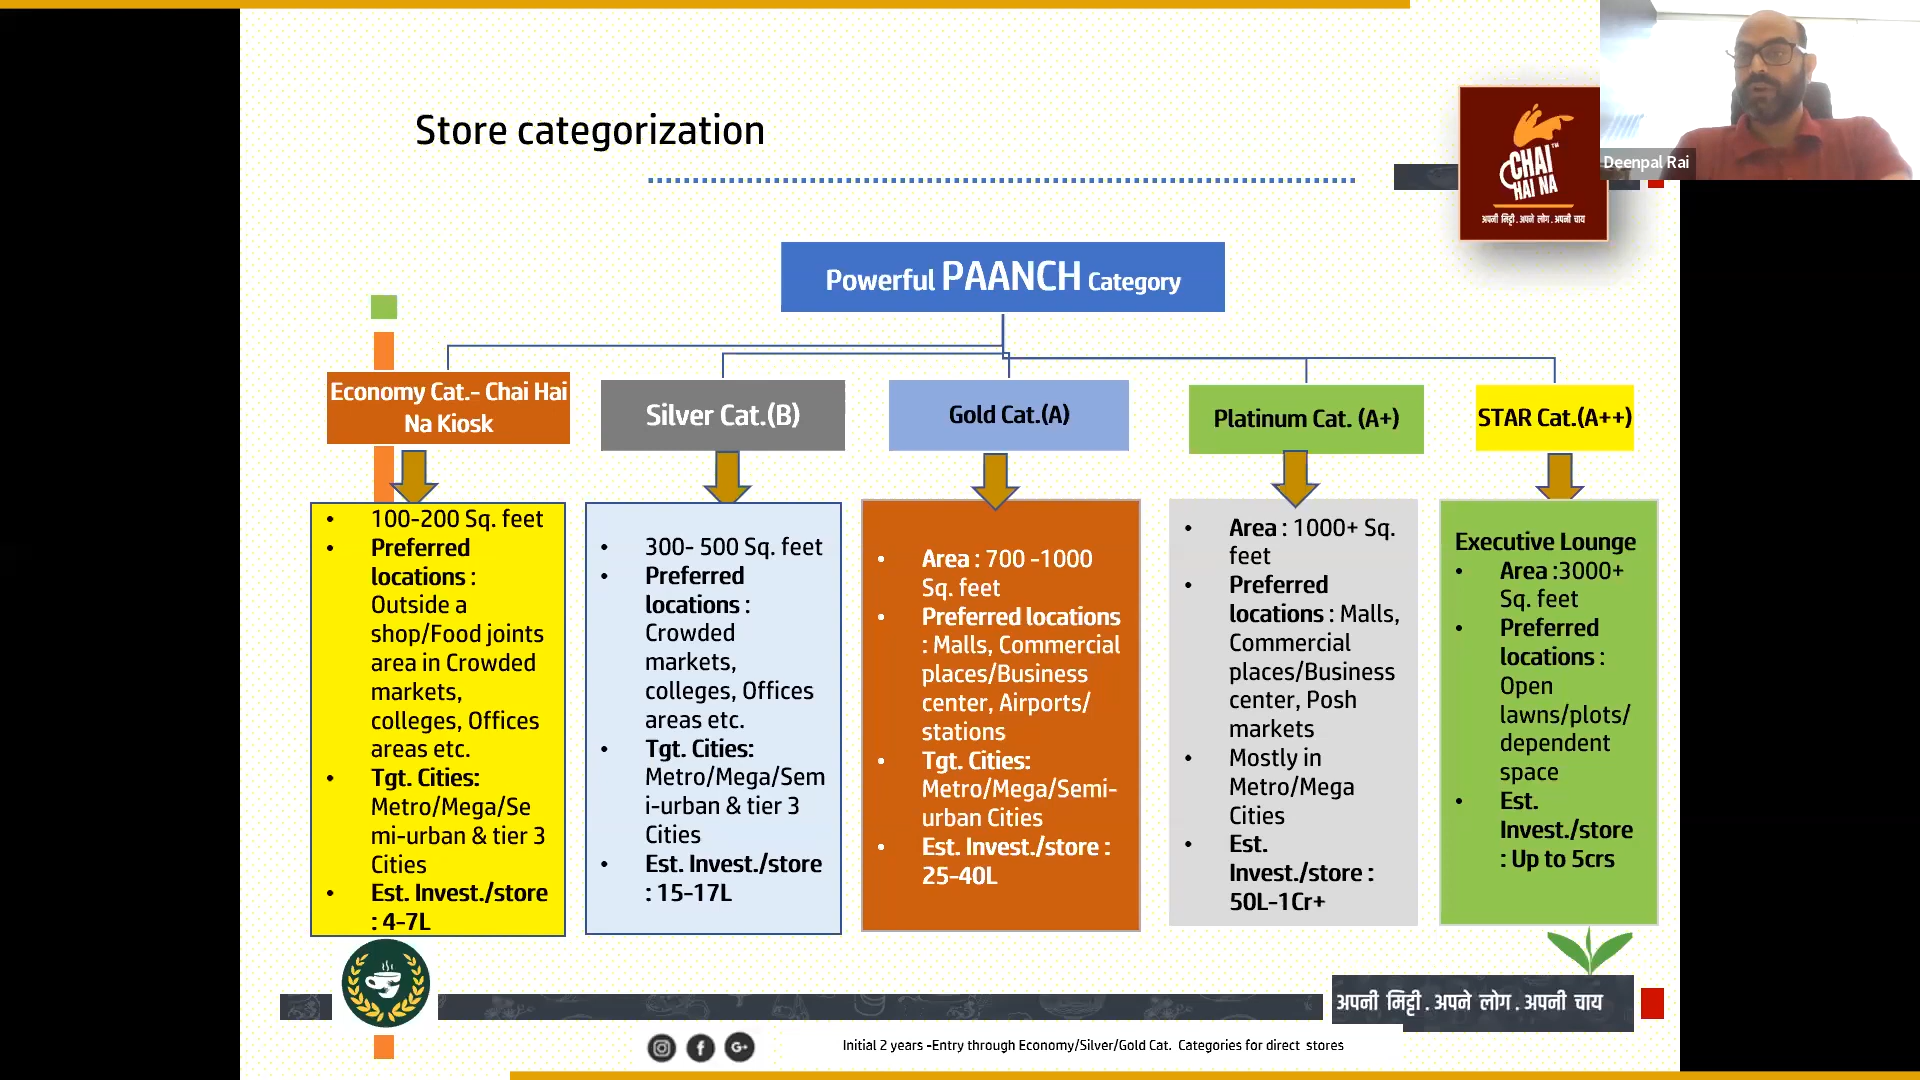 Deenpal Rai
Store categorization
CHAI
HAI NA
TM
अपनी मिट्टी . अपने लोग . अपनी चाय
Powerful PAANCH Category
Economy Cat.- Chai Hai
Na Kiosk
• 100-200 Sq. feet
• Preferred
locations :
Outside a
shop/Food joints
area in Crowded
markets,
colleges, Offices
areas etc.
• Tgt. Cities:
Metro/Mega/Se
mi-urban & tier 3
Cities
• Est. Invest./store
: 4-7L
Silver Cat.(B)
• 300- 500 Sq. feet
• Preferred
locations :
Crowded
markets,
colleges, Offices
areas etc.
• Tgt. Cities:
Metro/Mega/Sem
i-urban & tier 3
Cities
• Est. Invest./store
: 15-17L
Gold Cat.(A)
• Area : 700 -1000
Sq. feet
• Preferred locations
: Malls, Commercial
places/Business
center, Airports/
stations
• Tgt. Cities:
Metro/Mega/Semi-
urban Cities
• Est. Invest./store :
25-40L
Platinum Cat. (A+)
• Area : 1000+ Sq.
feet
• Preferred
locations : Malls,
Commercial
places/Business
center, Posh
markets
• Mostly in
Metro/Mega
Cities
• Est.
Invest./store :
50L-1Cr+
STAR Cat.(A++)
Executive Lounge
• Area :3000+
Sq. feet
• Preferred
locations :
Open
lawns/plots/
dependent
space
• Est.
Invest./store
: Up to 5crs
अपनी मिट्टी . अपने लोग . अपनी चाय
f
G+
Initial 2 years -Entry through Economy/Silver/Gold Cat. Categories for direct stores